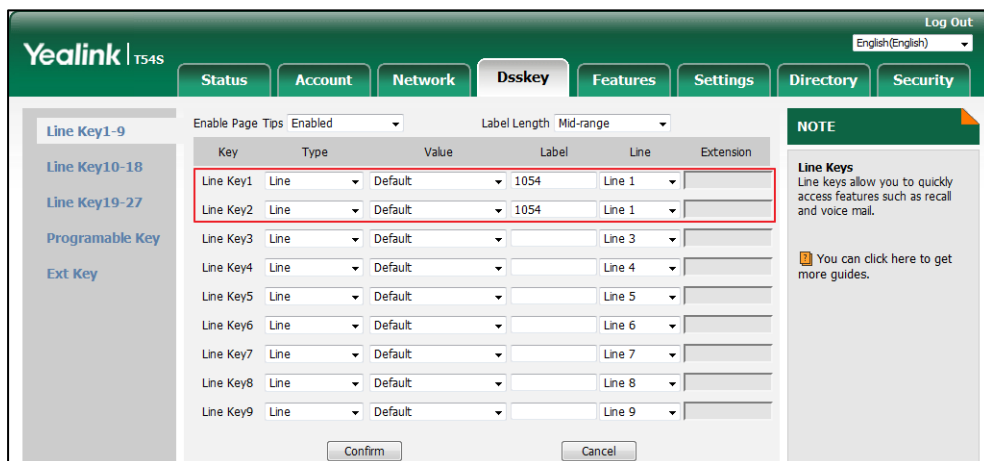 Log Out
Yealink | T54S
English(English)
Status Account Network Dsskey Features Settings Directory Security
Line Key1-9
Line Key10-18
Line Key19-27
Programable Key
Ext Key
Enable Page Tips Enabled Label Length Mid-range
Key Type Value Label Line Extension
Line Key1 Line Default 1054 Line 1
Line Key2 Line Default 1054 Line 1
Line Key3 Line Default Line 3
Line Key4 Line Default Line 4
Line Key5 Line Default Line 5
Line Key6 Line Default Line 6
Line Key7 Line Default Line 7
Line Key8 Line Default Line 8
Line Key9 Line Default Line 9
Confirm Cancel
NOTE
Line Keys
Line keys allow you to quickly
access features such as recall
and voice mail.
You can click here to get
more guides.